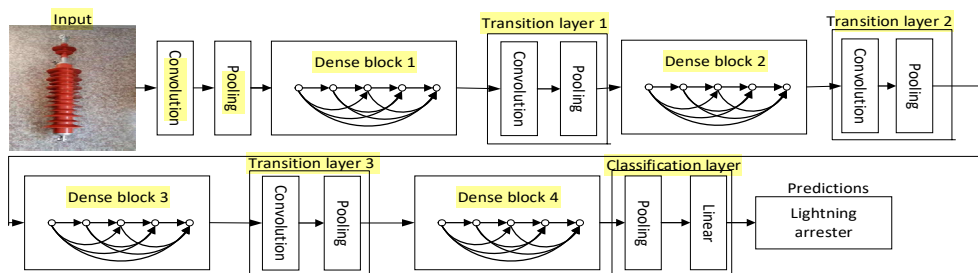 Input
Convolution
Pooling
Dense block 1
Transition layer 1
Convolution
Pooling
Dense block 2
Transition layer 2
Convolution
Pooling
Dense block 3
Transition layer 3
Convolution
Pooling
Dense block 4
Classification layer
Pooling
Linear
Predictions
Lightning
arrester